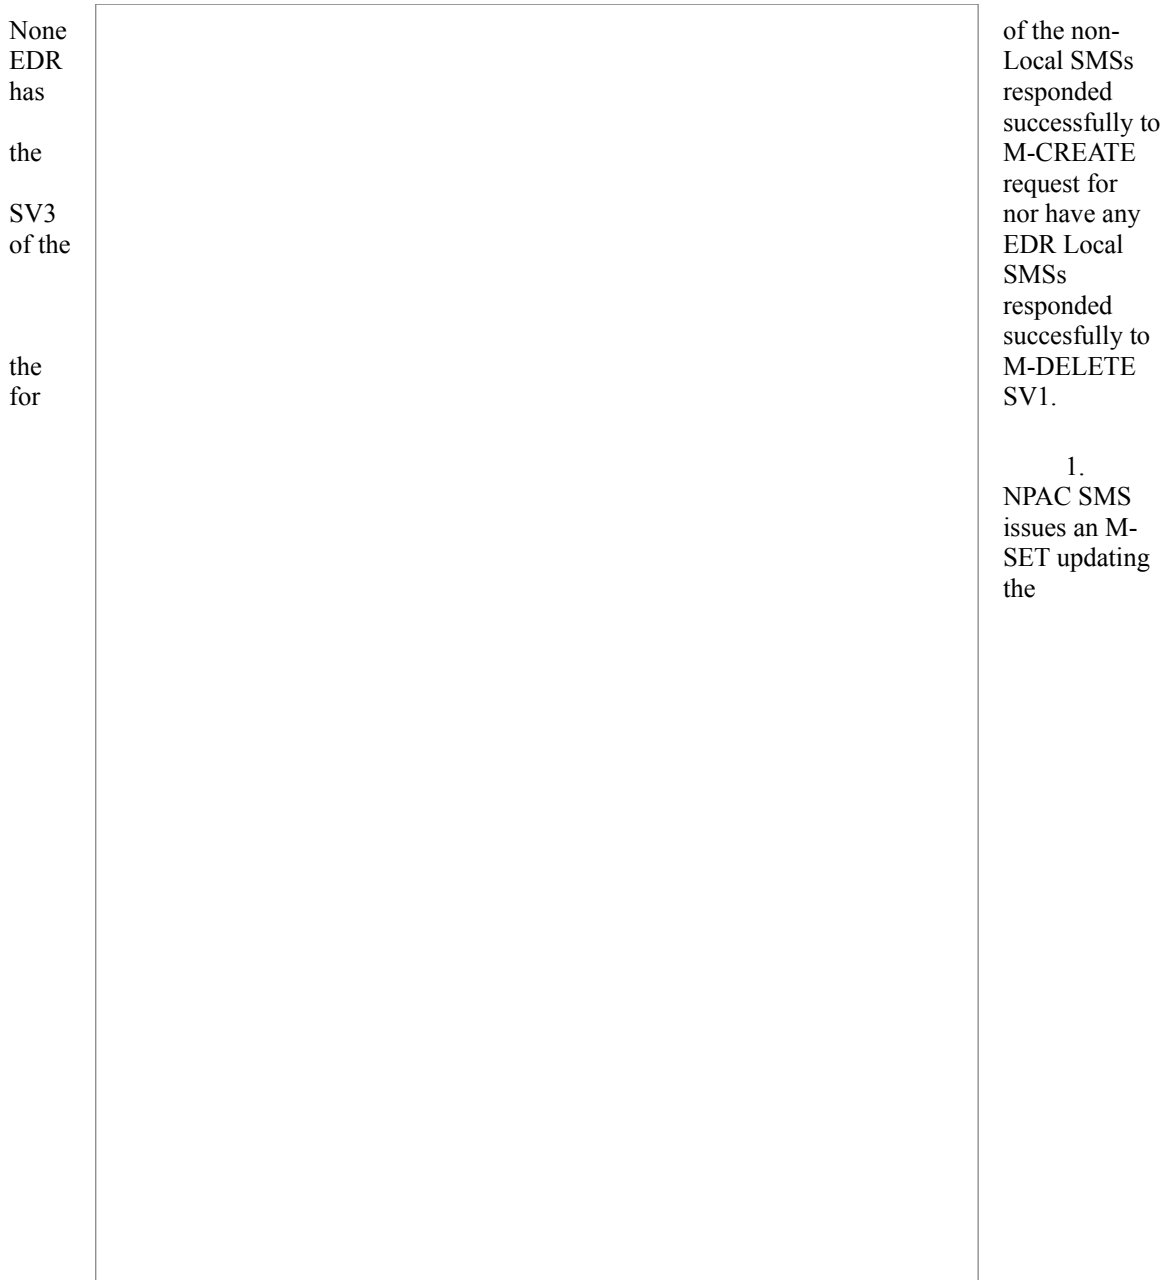 None of the non-
EDR Local SMSs
has responded
successfully to
the M-CREATE
request for
SV3 nor have any
of the EDR Local
SMSs
responded
succesfully to
the M-DELETE
for SV1.
1.
NPAC SMS
issues an M-
SET updating
the